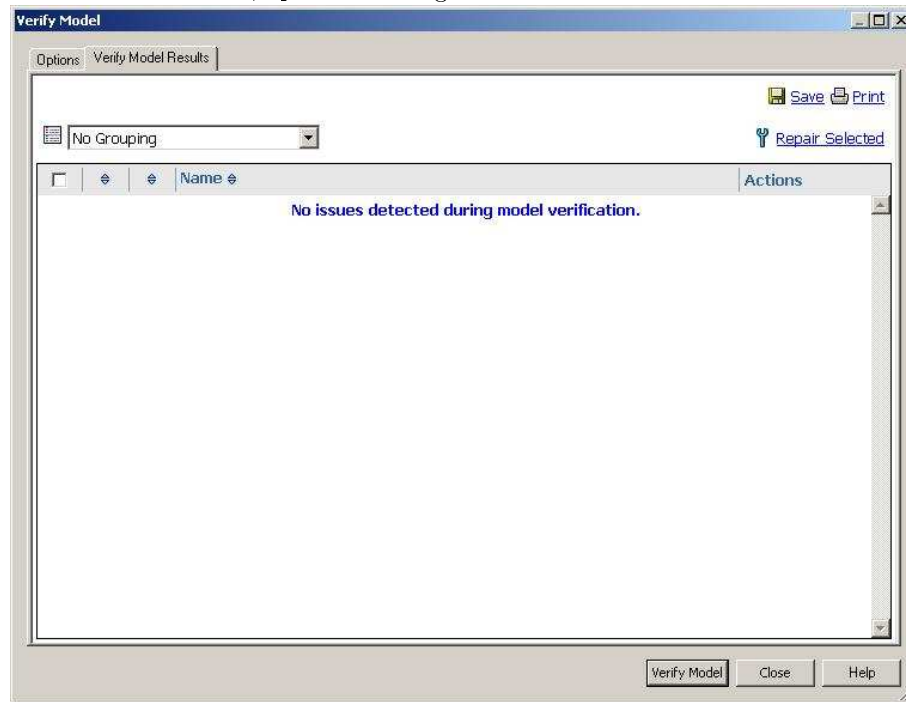 Verify Model
Options Verify Model Results
Save Print
No Grouping
Repair Selected
Name Actions
No issues detected during model verification.
Verify Model Close Help